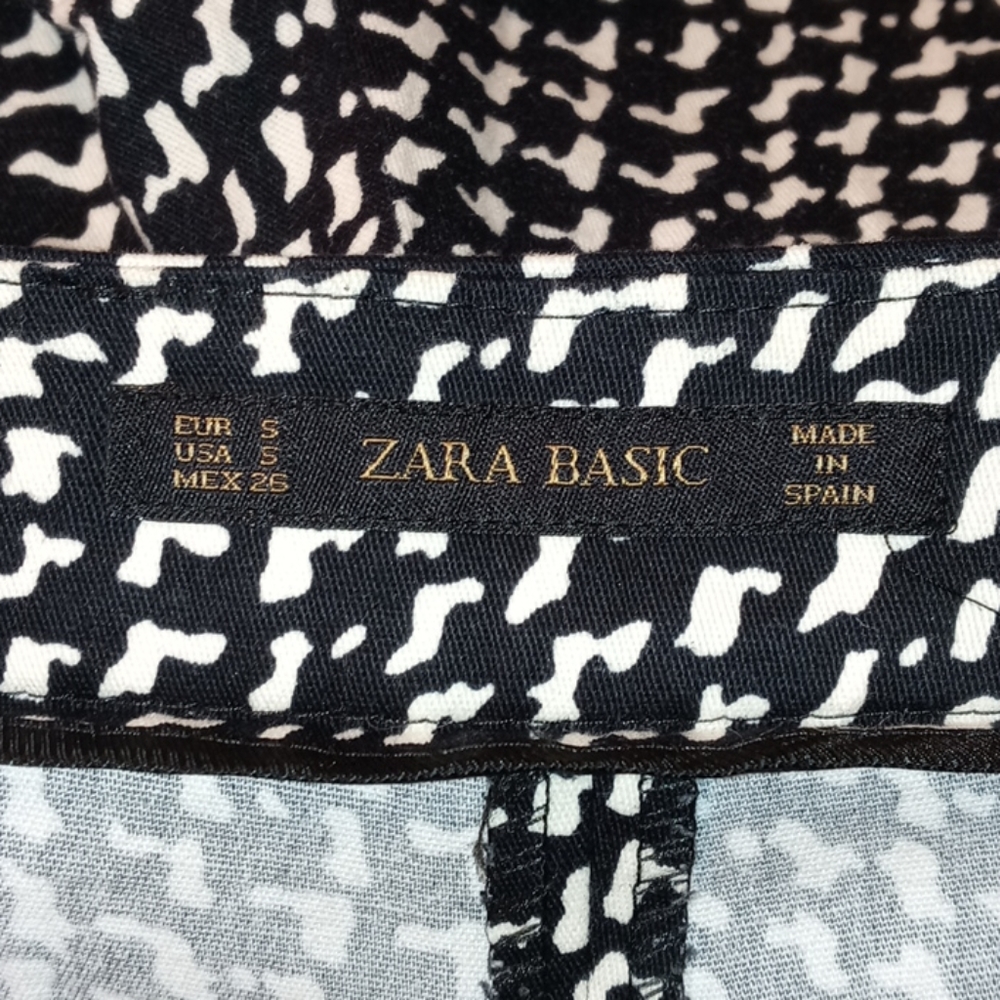 EUR S
USA S
MEX 26
ZARA BASIC
MADE
IN
SPAIN